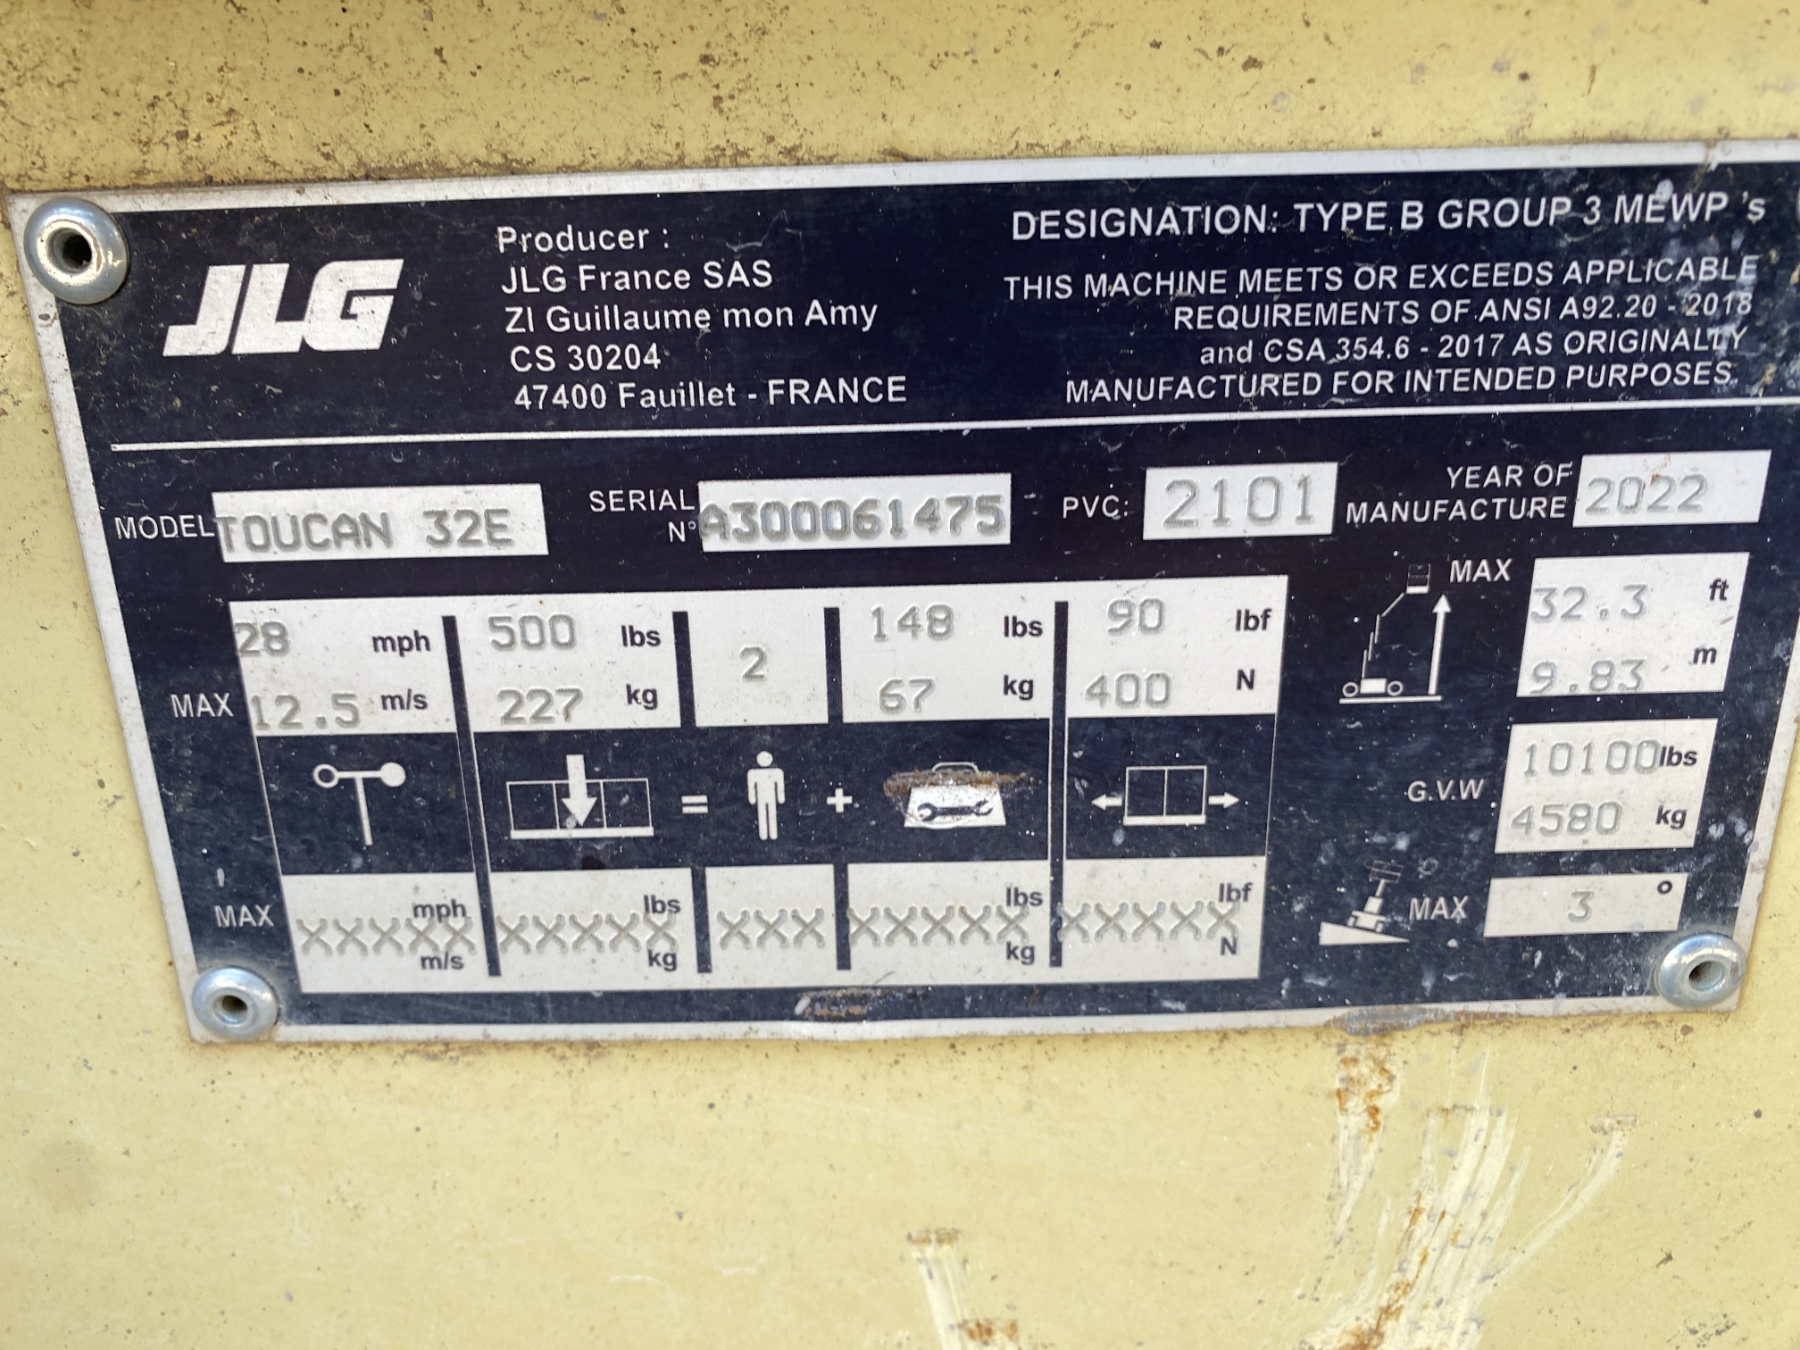 JLG
Producer :
JLG France SAS
ZI Guillaume mon Amy
CS 30204
47400 Fauillet - FRANCE
DESIGNATION: TYPE B GROUP 3 MEWP 's
THIS MACHINE MEETS OR EXCEEDS APPLICABLE
REQUIREMENTS OF ANSI A92.20 - 2018
and CSA 354.6 - 2017 AS ORIGINALLY
MANUFACTURED FOR INTENDED PURPOSES.
MODEL TOUCAN 32E
SERIAL N° A300061475
PVC: 2101
YEAR OF MANUFACTURE 2022
MAX
28 mph
12.5 m/s
500 lbs
227 kg
2
148 lbs
67 kg
90 lbf
400 N
= +
MAX
XXXXX mph m/s
XXXXX lbs kg
XXX
XXXXX lbs kg
XXXXX lbf N
MAX
32.3 ft
9.83 m
G.V.W
10100 lbs
4580 kg
MAX 3 °